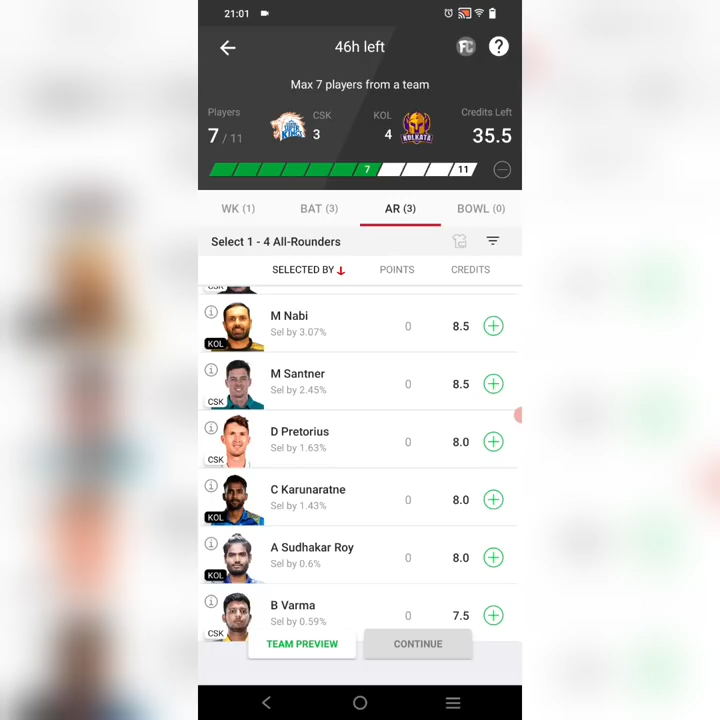 21:01
46h left
FC
?
Max 7 players from a team
Players
CSK
KOL
Credits Left
7 / 11
3
4
KOLKATA
35.5
7
11
WK (1)
BAT (3)
AR (3)
BOWL (0)
Select 1 - 4 All-Rounders
SELECTED BY
POINTS
CREDITS
CSK
M Nabi
Sel by 3.07%
0
8.5
KOL
M Santner
Sel by 2.45%
0
8.5
CSK
D Pretorius
Sel by 1.63%
0
8.0
CSK
C Karunaratne
Sel by 1.43%
0
8.0
KOL
A Sudhakar Roy
Sel by 0.6%
0
8.0
KOL
B Varma
Sel by 0.59%
0
7.5
CSK
TEAM PREVIEW
CONTINUE